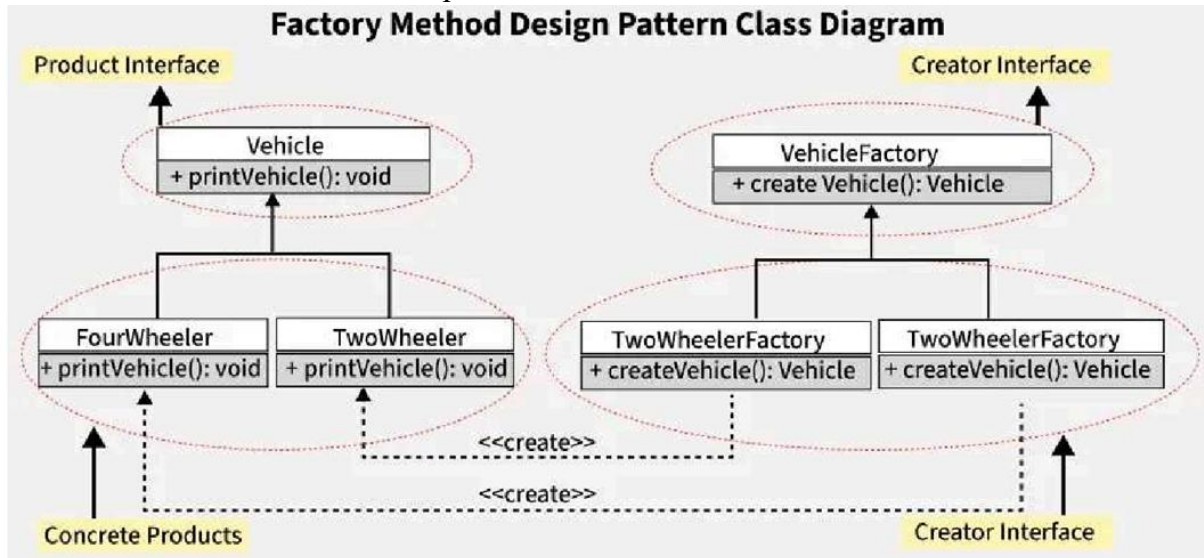 Factory Method Design Pattern Class Diagram
Product Interface
Creator Interface
Vehicle
+ printVehicle(): void
VehicleFactory
+ create Vehicle(): Vehicle
FourWheeler
+ printVehicle(): void
TwoWheeler
+ printVehicle(): void
TwoWheelerFactory
+ createVehicle(): Vehicle
TwoWheelerFactory
+ createVehicle(): Vehicle
<<create>>
<<create>>
Concrete Products
Creator Interface